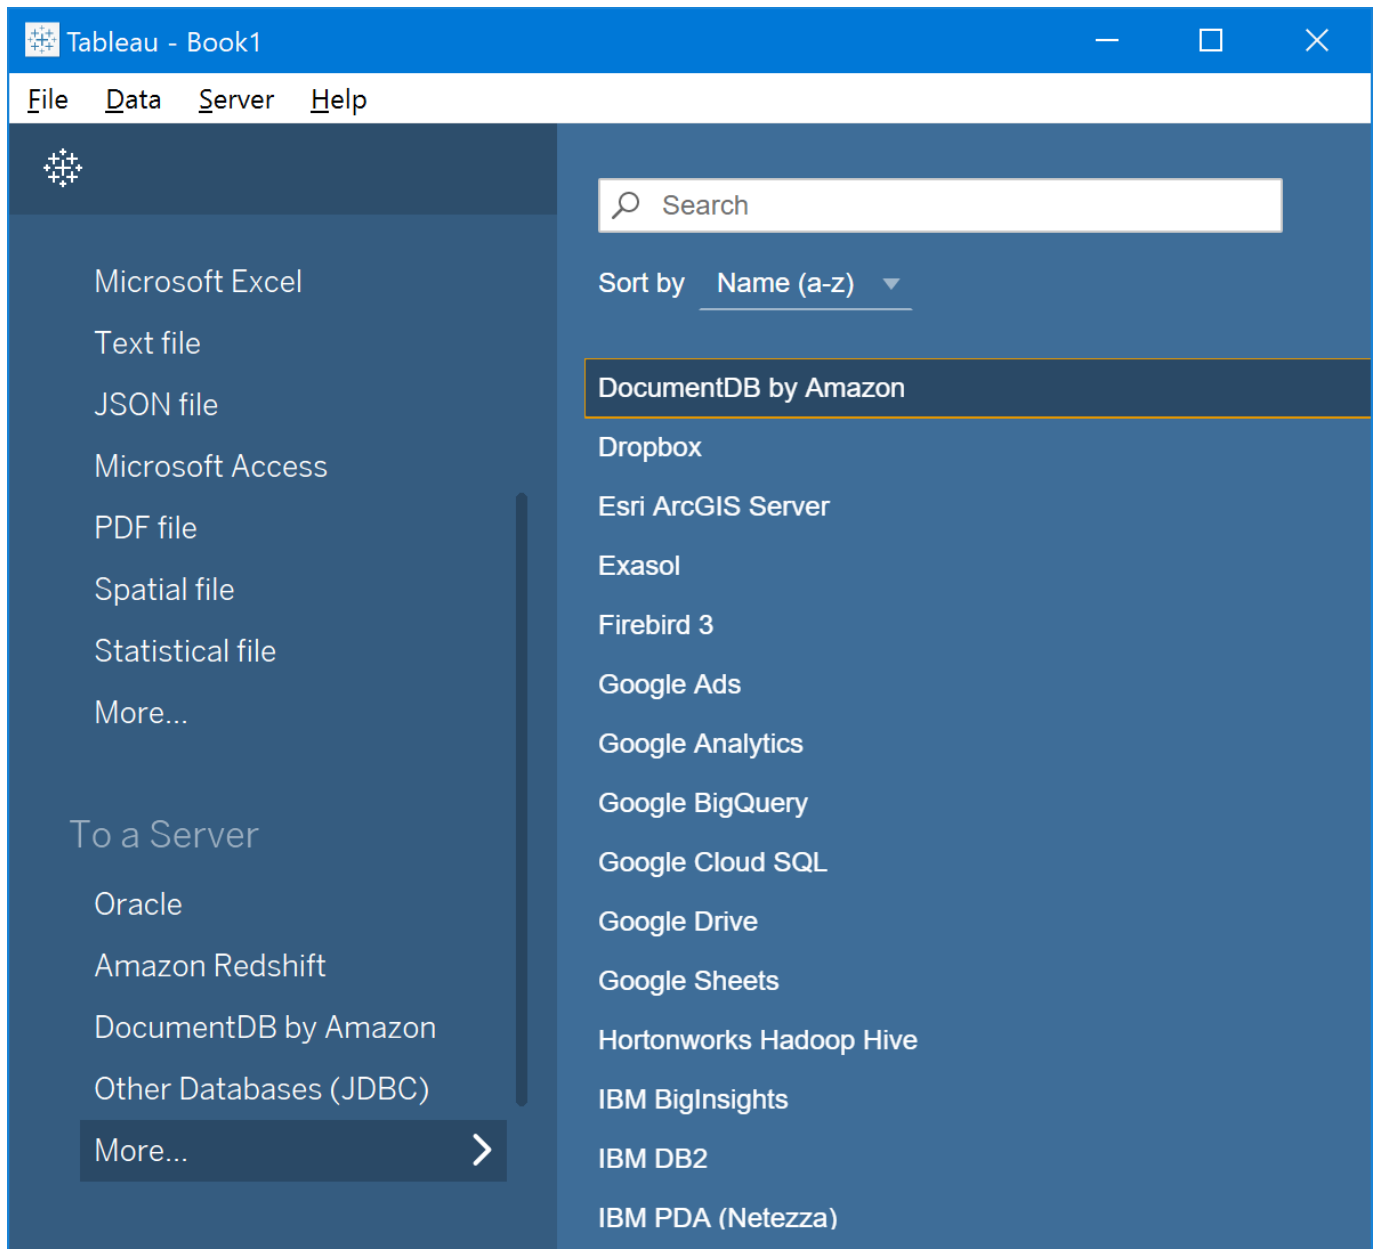 Tableau - Book1
File Data Server Help
Microsoft Excel
Text file
JSON file
Microsoft Access
PDF file
Spatial file
Statistical file
More...
To a Server
Oracle
Amazon Redshift
DocumentDB by Amazon
Other Databases (JDBC)
More...
Search
Sort by Name (a-z)
DocumentDB by Amazon
Dropbox
Esri ArcGIS Server
Exasol
Firebird 3
Google Ads
Google Analytics
Google BigQuery
Google Cloud SQL
Google Drive
Google Sheets
Hortonworks Hadoop Hive
IBM BigInsights
IBM DB2
IBM PDA (Netezza)